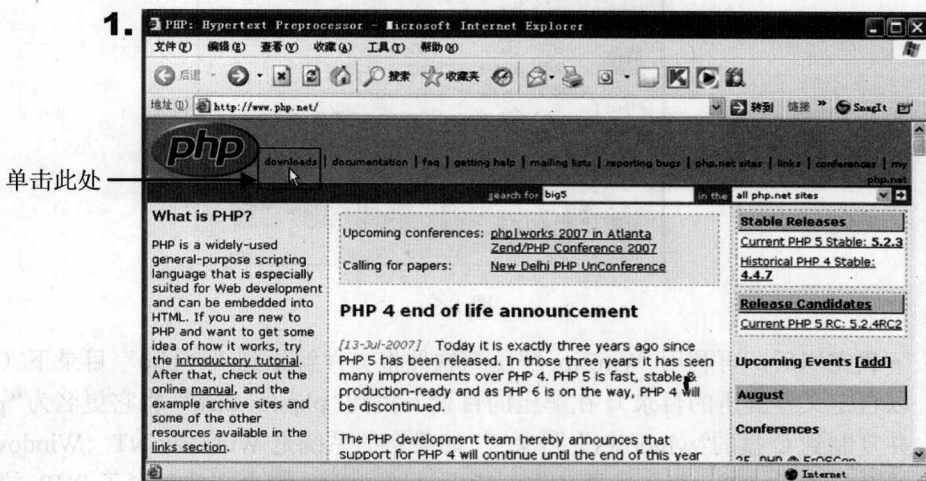 1.
PHP: Hypertext Preprocessor - Microsoft Internet Explorer
文件(F) 编辑(E) 查看(V) 收藏(A) 工具(T) 帮助(H)
后退 搜索 收藏夹
地址(D) http://www.php.net/ 转到 链接 » SnagIt
php
downloads | documentation | faq | getting help | mailing lists | reporting bugs | php.net sites | links | conferences | my php.net
单击此处
search for big5 in the all php.net sites
What is PHP?
PHP is a widely-used
general-purpose scripting
language that is especially
suited for Web development
and can be embedded into
HTML. If you are new to
PHP and want to get some
idea of how it works, try
the introductory tutorial.
After that, check out the
online manual, and the
example archive sites and
some of the other
resources available in the
links section.
Upcoming conferences: php|works 2007 in Atlanta
Zend/PHP Conference 2007
Calling for papers: New Delhi PHP UnConference
PHP 4 end of life announcement
[13-Jul-2007] Today it is exactly three years ago since
PHP 5 has been released. In those three years it has seen
many improvements over PHP 4. PHP 5 is fast, stable &
production-ready and as PHP 6 is on the way, PHP 4 will
be discontinued.
The PHP development team hereby announces that
support for PHP 4 will continue until the end of this year
Stable Releases
Current PHP 5 Stable: 5.2.3
Historical PHP 4 Stable:
4.4.7
Release Candidates
Current PHP 5 RC: 5.2.4RC2
Upcoming Events [add]
August
Conferences
25. PHP @ FrOSCon
Internet